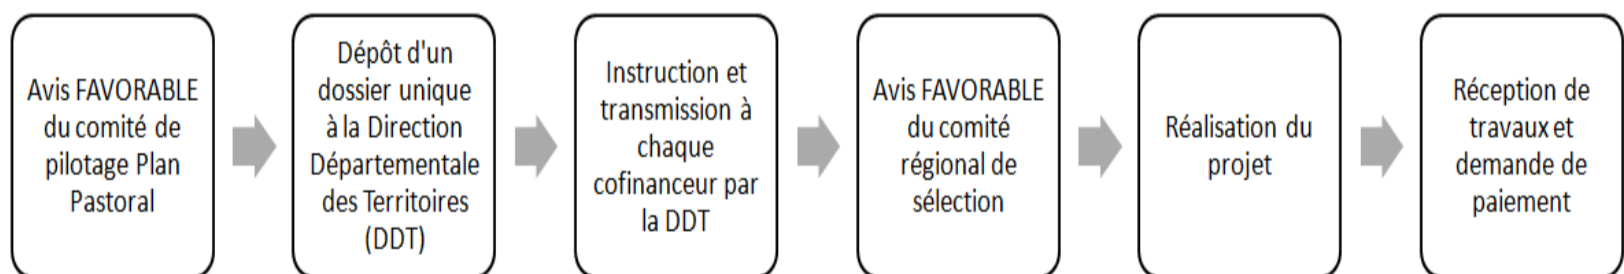 Avis FAVORABLE
du comité de
pilotage Plan
Pastoral
Dépôt d'un
dossier unique
à la Direction
Départementale
des Territoires
(DDT)
Instruction et
transmission à
chaque
cofinanceur par
la DDT
Avis FAVORABLE
du comité
régional de
sélection
Réalisation du
projet
Réception de
travaux et
demande de
paiement